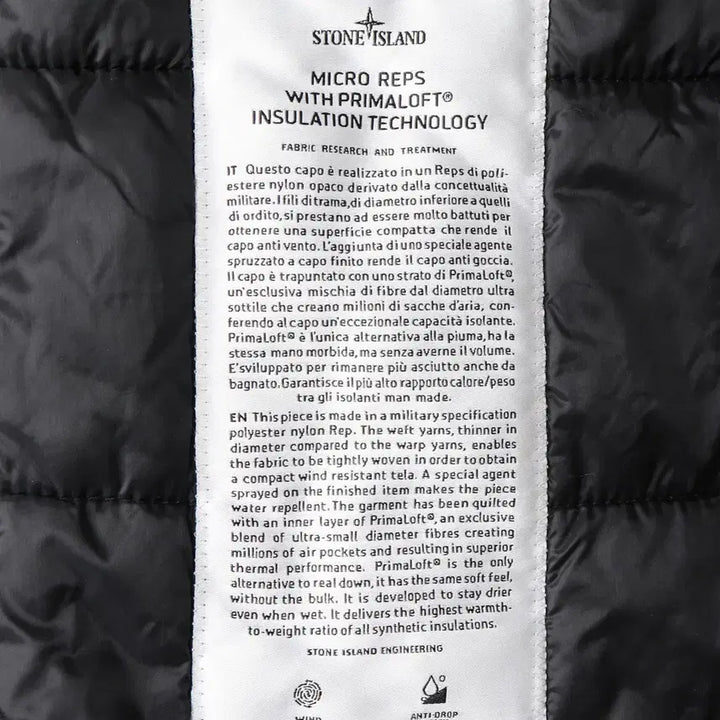 STONE ISLAND
MICRO REPS
WITH PRIMALOFT®
INSULATION TECHNOLOGY
FABRIC RESEARCH AND TREATMENT
IT Questo capo è realizzato in un Reps di poli-
estere nylon opaco derivato dalla concettualità
militare. I fili di trama, di diametro inferiore a quelli
di ordito, si prestano ad essere molto battuti per
ottenere una superficie compatta che rende il
capo anti vento. L'aggiunta di uno speciale agente
spruzzato a capo finito rende il capo anti goccia.
Il capo è trapuntato con uno strato di PrimaLoft®,
un'esclusiva mischia di fibre dal diametro ultra
sottile che creano milioni di sacche d'aria, con-
ferendo al capo un'eccezionale capacità isolante.
PrimaLoft® è l'unica alternativa alla piuma, ha la
stessa mano morbida, ma senza averne il volume.
E'sviluppato per rimanere più asciutto anche da
bagnato. Garantisce il più alto rapporto calore/peso
tra gli isolanti man made.
EN This piece is made in a military specification
polyester nylon Rep. The weft yarns, thinner in
diameter compared to the warp yarns, enables
the fabric to be tightly woven in order to obtain
a compact wind resistant tela. A special agent
sprayed on the finished item makes the piece
water repellent. The garment has been quilted
with an inner layer of PrimaLoft®, an exclusive
blend of ultra-small diameter fibres creating
millions of air pockets and resulting in superior
thermal performance. PrimaLoft® is the only
alternative to real down, it has the same soft feel,
without the bulk. It is developed to stay drier
even when wet. It delivers the highest warmth-
to-weight ratio of all synthetic insulations.
STONE ISLAND ENGINEERING
WIND
ANTI-DROP